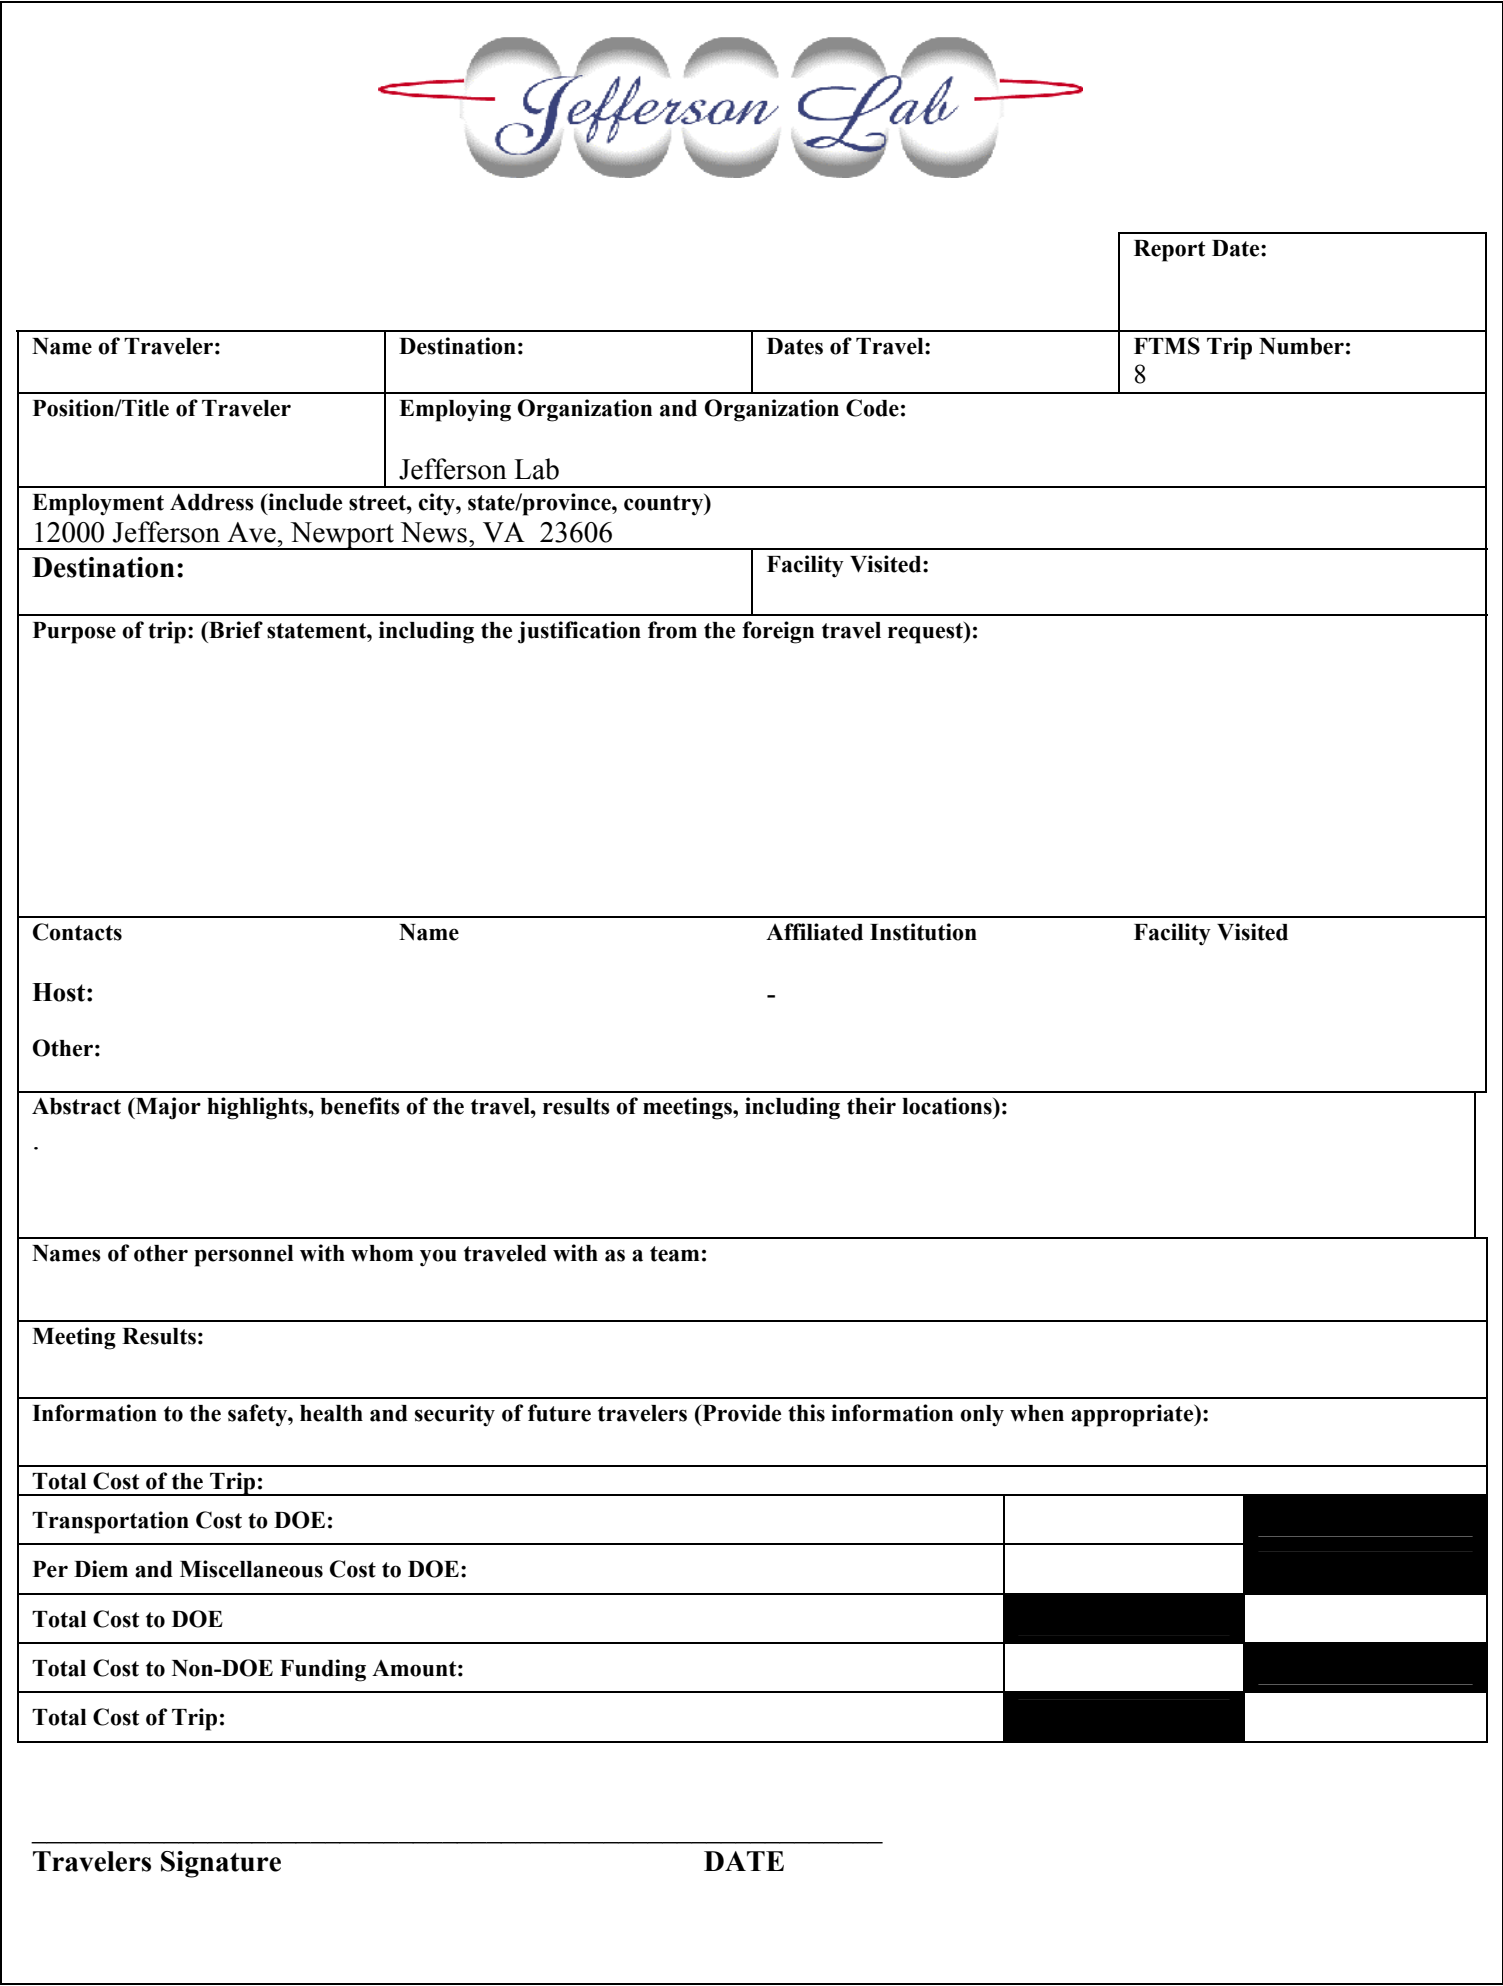 Jefferson Lab
Report Date:
Name of Traveler: Destination: Dates of Travel: FTMS Trip Number:
8
Position/Title of Traveler Employing Organization and Organization Code:
Jefferson Lab
Employment Address (include street, city, state/province, country)
12000 Jefferson Ave, Newport News, VA 23606
Destination: Facility Visited:
Purpose of trip: (Brief statement, including the justification from the foreign travel request):
Contacts Name Affiliated Institution Facility Visited
Host: -
Other:
Abstract (Major highlights, benefits of the travel, results of meetings, including their locations):
.
Names of other personnel with whom you traveled with as a team:
Meeting Results:
Information to the safety, health and security of future travelers (Provide this information only when appropriate):
Total Cost of the Trip:
Transportation Cost to DOE:
Per Diem and Miscellaneous Cost to DOE:
Total Cost to DOE
Total Cost to Non-DOE Funding Amount:
Total Cost of Trip:
Travelers Signature DATE